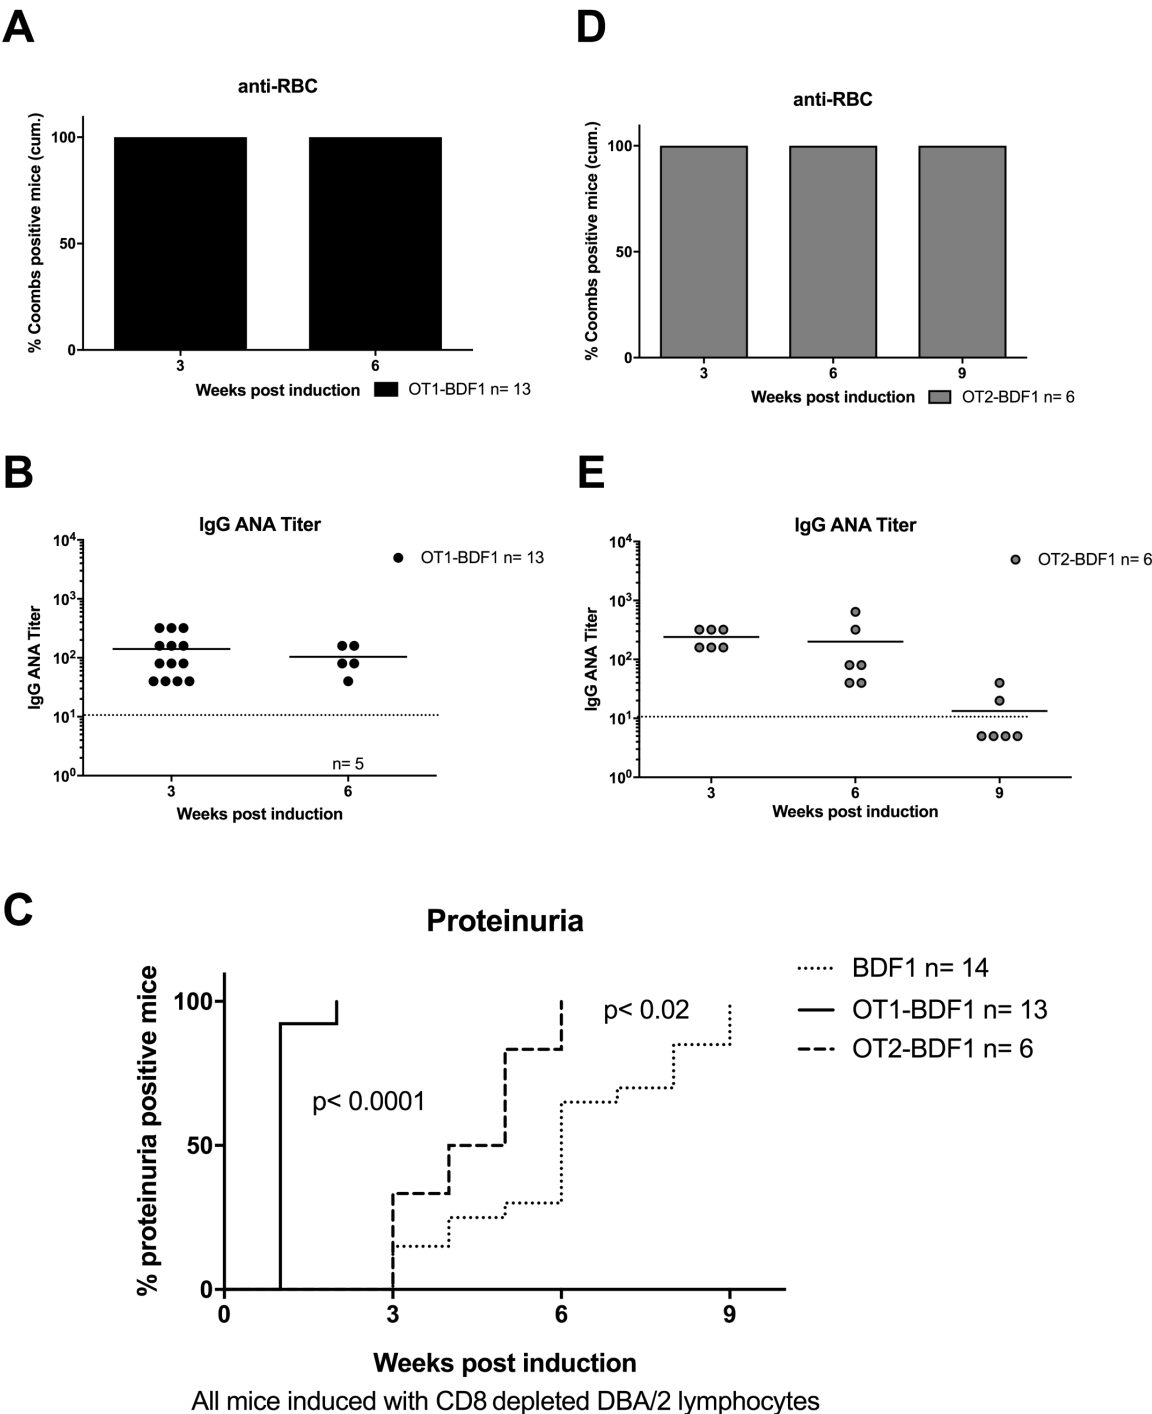 A
anti-RBC
% Coombs positive mice (cum.)
100
50
0
3 6
Weeks post induction OT1-BDF1 n= 13
D
anti-RBC
% Coombs positive mice (cum.)
100
50
0
3 6 9
Weeks post induction OT2-BDF1 n= 6
B
IgG ANA Titer
IgG ANA Titer
10⁴
10³
10²
10¹
10⁰
OT1-BDF1 n= 13
n= 5
3 6
Weeks post induction
E
IgG ANA Titer
IgG ANA Titer
10⁴
10³
10²
10¹
10⁰
OT2-BDF1 n= 6
3 6 9
Weeks post induction
C
Proteinuria
% proteinuria positive mice
100
50
0
p< 0.0001
p< 0.02
BDF1 n= 14
OT1-BDF1 n= 13
OT2-BDF1 n= 6
0 3 6 9
Weeks post induction
All mice induced with CD8 depleted DBA/2 lymphocytes